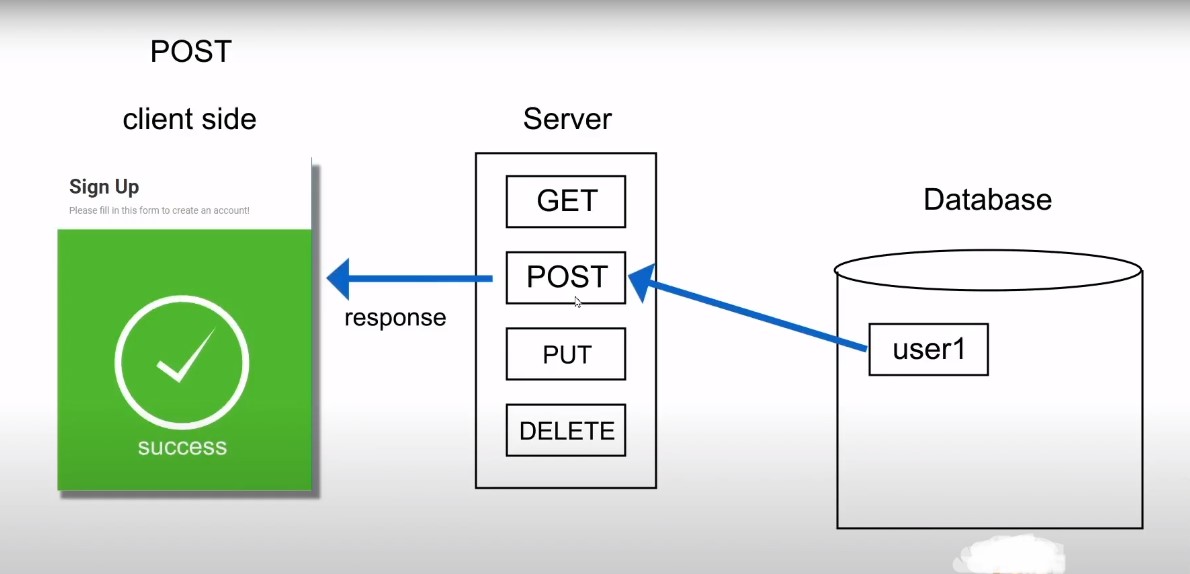 POST
client side
Sign Up
Please fill in this form to create an account!
success
response
Server
GET
POST
PUT
DELETE
Database
user1